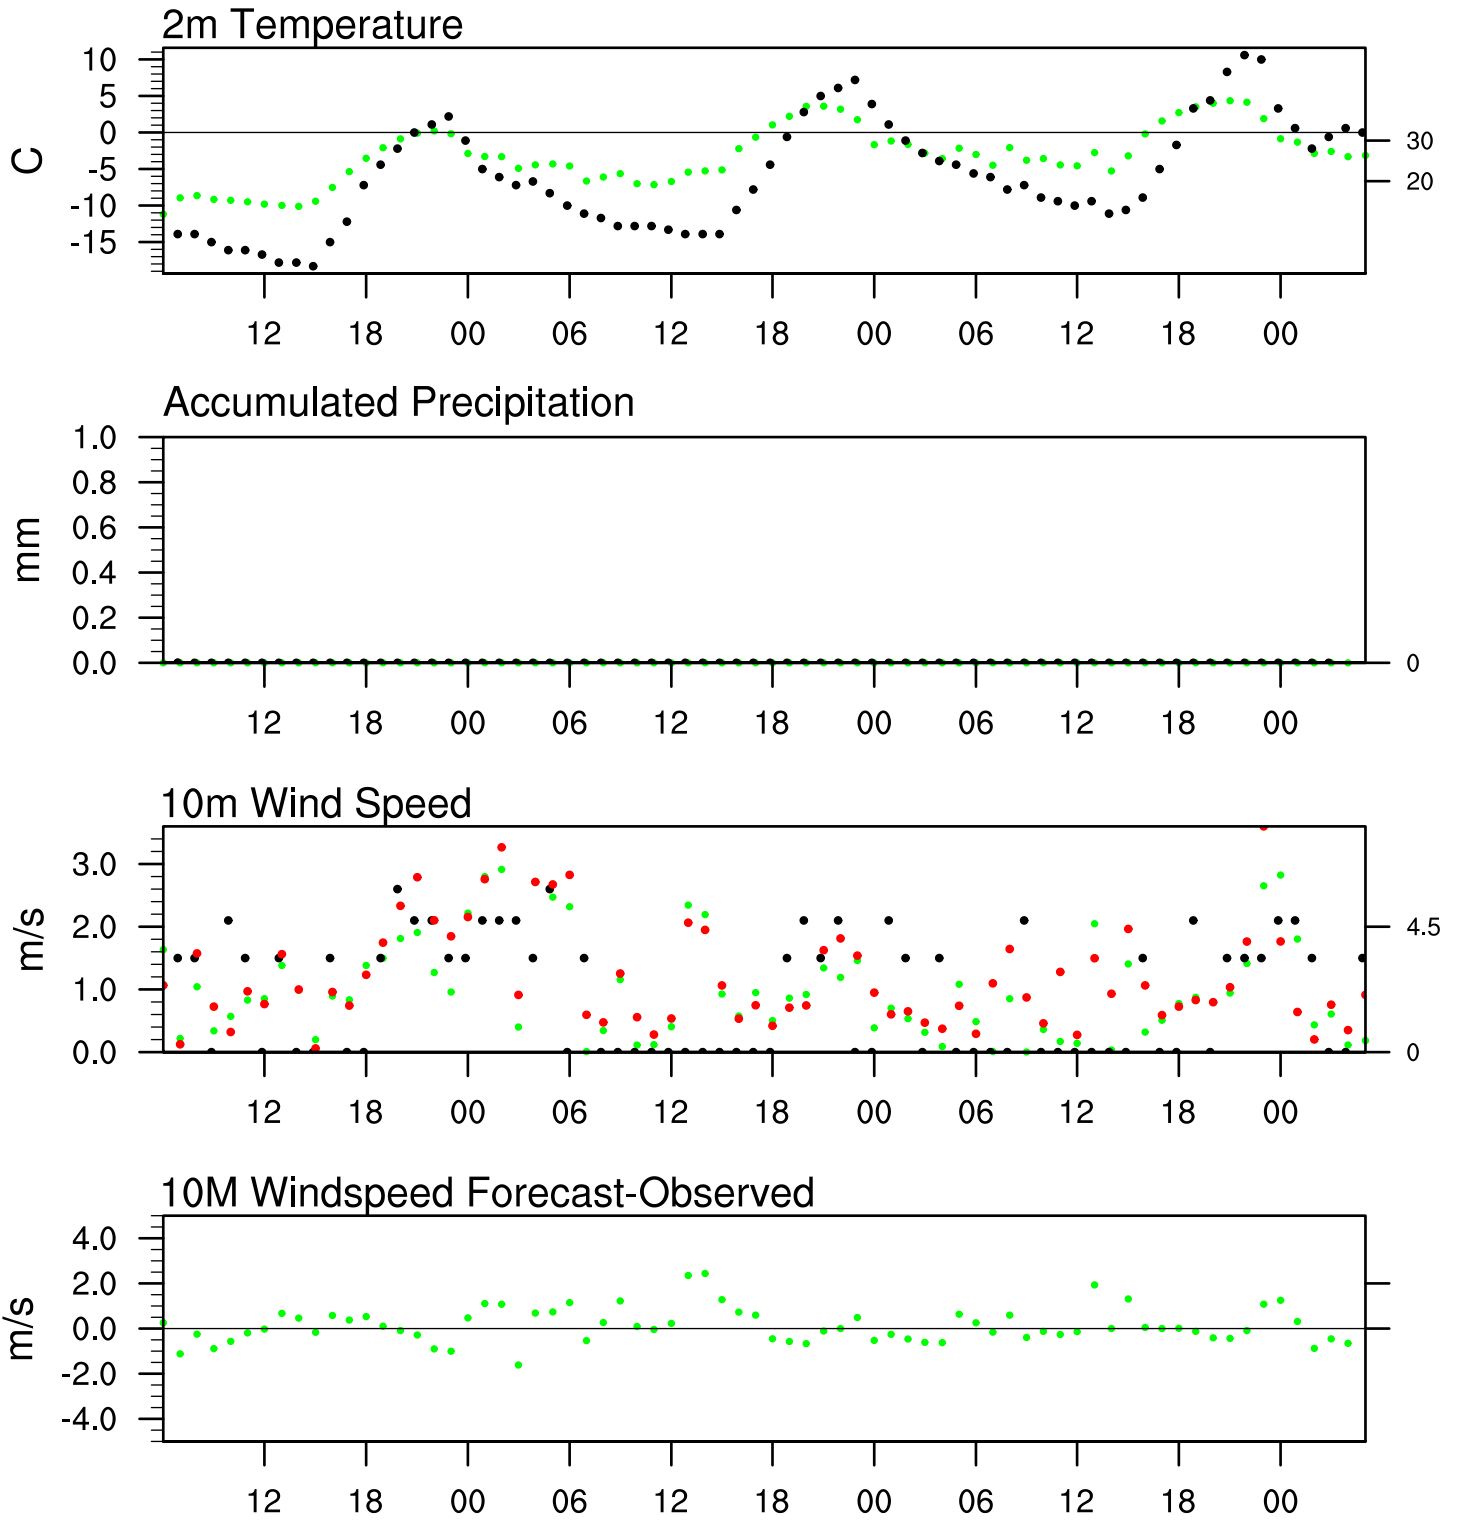 2m Temperature
10
5
0
-5
-10
-15
C
30
20
12 18 00 06 12 18 00 06 12 18 00
Accumulated Precipitation
1.0
0.8
0.6
0.4
0.2
0.0
mm
0
12 18 00 06 12 18 00 06 12 18 00
10m Wind Speed
3.0
2.0
1.0
0.0
m/s
4.5
0
12 18 00 06 12 18 00 06 12 18 00
10M Windspeed Forecast-Observed
4.0
2.0
0.0
-2.0
-4.0
m/s
12 18 00 06 12 18 00 06 12 18 00